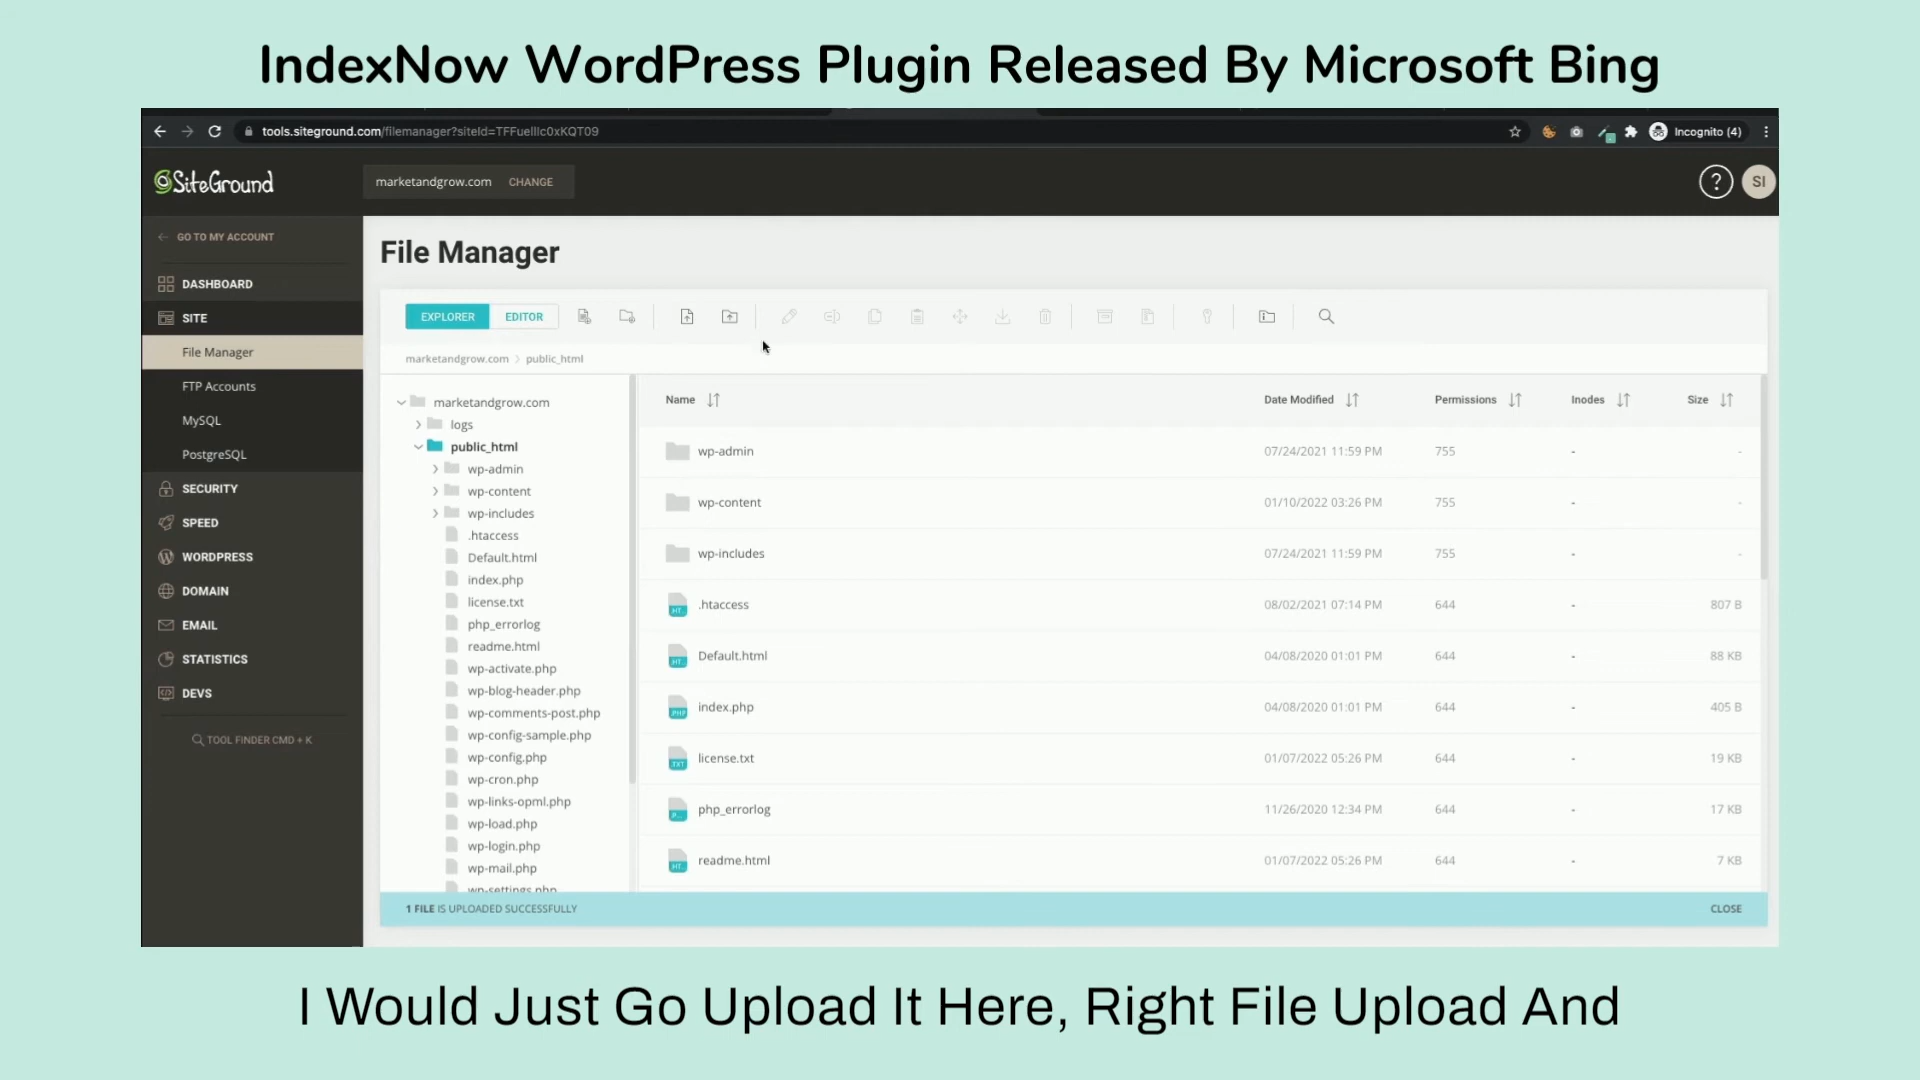 IndexNow WordPress Plugin Released By Microsoft Bing
Incognito (4)
SiteGround
marketandgrow.com CHANGE
?
SI
GO TO MY ACCOUNT
DASHBOARD
SITE
File Manager
FTP Accounts
MySQL
PostgreSQL
SECURITY
SPEED
WORDPRESS
DOMAIN
EMAIL
STATISTICS
DEVS
TOOL FINDER CMD + K
File Manager
EXPLORER EDITOR
marketandgrow.com > public_html
marketandgrow.com
logs
public_html
wp-admin
wp-content
wp-includes
.htaccess
Default.html
index.php
license.txt
php_errorlog
readme.html
wp-activate.php
wp-blog-header.php
wp-comments-post.php
wp-config-sample.php
wp-config.php
wp-cron.php
wp-links-opml.php
wp-load.php
wp-login.php
wp-mail.php
wp-settings.php
Name Date Modified Permissions Inodes Size
wp-admin 07/24/2021 11:59 PM 755 - -
wp-content 01/10/2022 03:26 PM 755 - -
wp-includes 07/24/2021 11:59 PM 755 - -
.htaccess 08/02/2021 07:14 PM 644 - 807 B
Default.html 04/08/2020 01:01 PM 644 - 88 KB
index.php 04/08/2020 01:01 PM 644 - 405 B
license.txt 01/07/2022 05:26 PM 644 - 19 KB
php_errorlog 11/26/2020 12:34 PM 644 - 17 KB
readme.html 01/07/2022 05:26 PM 644 - 7 KB
1 FILE IS UPLOADED SUCCESSFULLY CLOSE
I Would Just Go Upload It Here, Right File Upload And